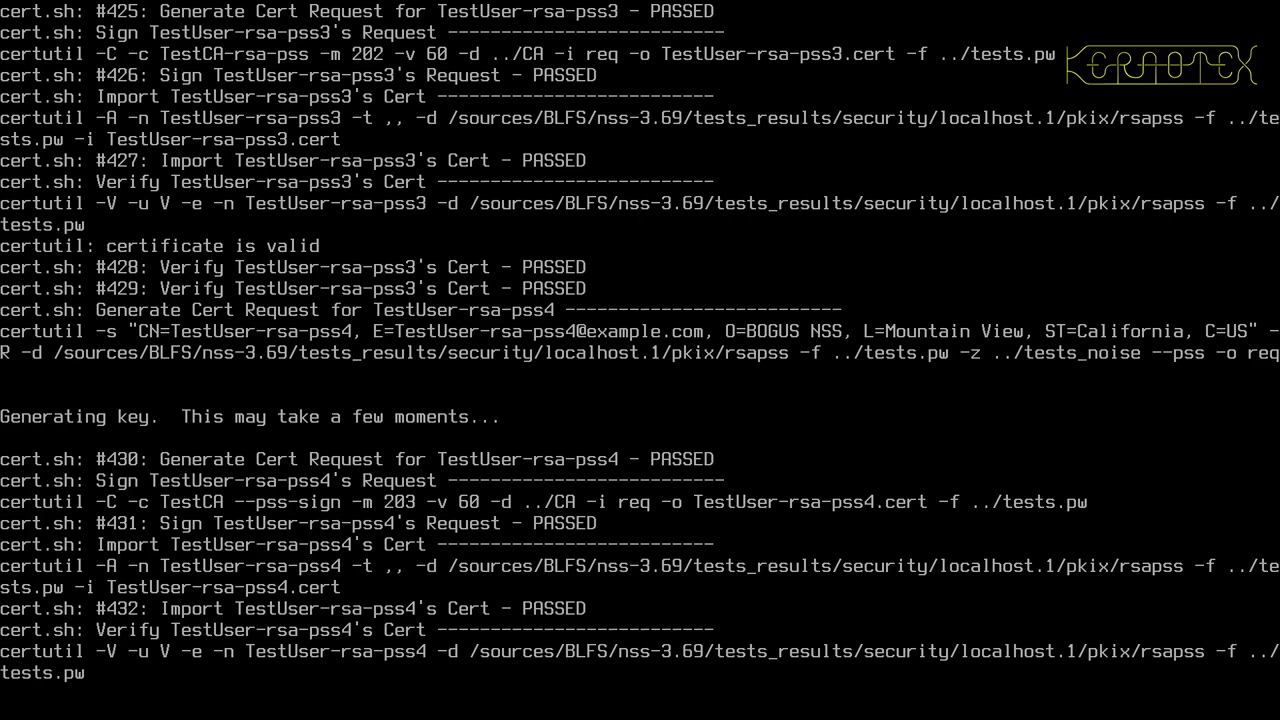 cert.sh: #425: Generate Cert Request for TestUser-rsa-pss3 - PASSED
cert.sh: Sign TestUser-rsa-pss3's Request --------------------------
certutil -C -c TestCA-rsa-pss -m 202 -v 60 -d ../CA -i req -o TestUser-rsa-pss3.cert -f ../tests.pw
KERAOTEX
cert.sh: #426: Sign TestUser-rsa-pss3's Request - PASSED
cert.sh: Import TestUser-rsa-pss3's Cert --------------------------
certutil -A -n TestUser-rsa-pss3 -t ,, -d /sources/BLFS/nss-3.69/tests_results/security/localhost.1/pkix/rsapss -f ../te
sts.pw -i TestUser-rsa-pss3.cert
cert.sh: #427: Import TestUser-rsa-pss3's Cert - PASSED
cert.sh: Verify TestUser-rsa-pss3's Cert --------------------------
certutil -V -u V -e -n TestUser-rsa-pss3 -d /sources/BLFS/nss-3.69/tests_results/security/localhost.1/pkix/rsapss -f ../
tests.pw
certutil: certificate is valid
cert.sh: #428: Verify TestUser-rsa-pss3's Cert - PASSED
cert.sh: #429: Verify TestUser-rsa-pss3's Cert - PASSED
cert.sh: Generate Cert Request for TestUser-rsa-pss4 --------------------------
certutil -s "CN=TestUser-rsa-pss4, E=TestUser-rsa-pss4@example.com, O=BOGUS NSS, L=Mountain View, ST=California, C=US" -
R -d /sources/BLFS/nss-3.69/tests_results/security/localhost.1/pkix/rsapss -f ../tests.pw -z ../tests_noise --pss -o req
Generating key.  This may take a few moments...
cert.sh: #430: Generate Cert Request for TestUser-rsa-pss4 - PASSED
cert.sh: Sign TestUser-rsa-pss4's Request --------------------------
certutil -C -c TestCA --pss-sign -m 203 -v 60 -d ../CA -i req -o TestUser-rsa-pss4.cert -f ../tests.pw
cert.sh: #431: Sign TestUser-rsa-pss4's Request - PASSED
cert.sh: Import TestUser-rsa-pss4's Cert --------------------------
certutil -A -n TestUser-rsa-pss4 -t ,, -d /sources/BLFS/nss-3.69/tests_results/security/localhost.1/pkix/rsapss -f ../te
sts.pw -i TestUser-rsa-pss4.cert
cert.sh: #432: Import TestUser-rsa-pss4's Cert - PASSED
cert.sh: Verify TestUser-rsa-pss4's Cert --------------------------
certutil -V -u V -e -n TestUser-rsa-pss4 -d /sources/BLFS/nss-3.69/tests_results/security/localhost.1/pkix/rsapss -f ../
tests.pw